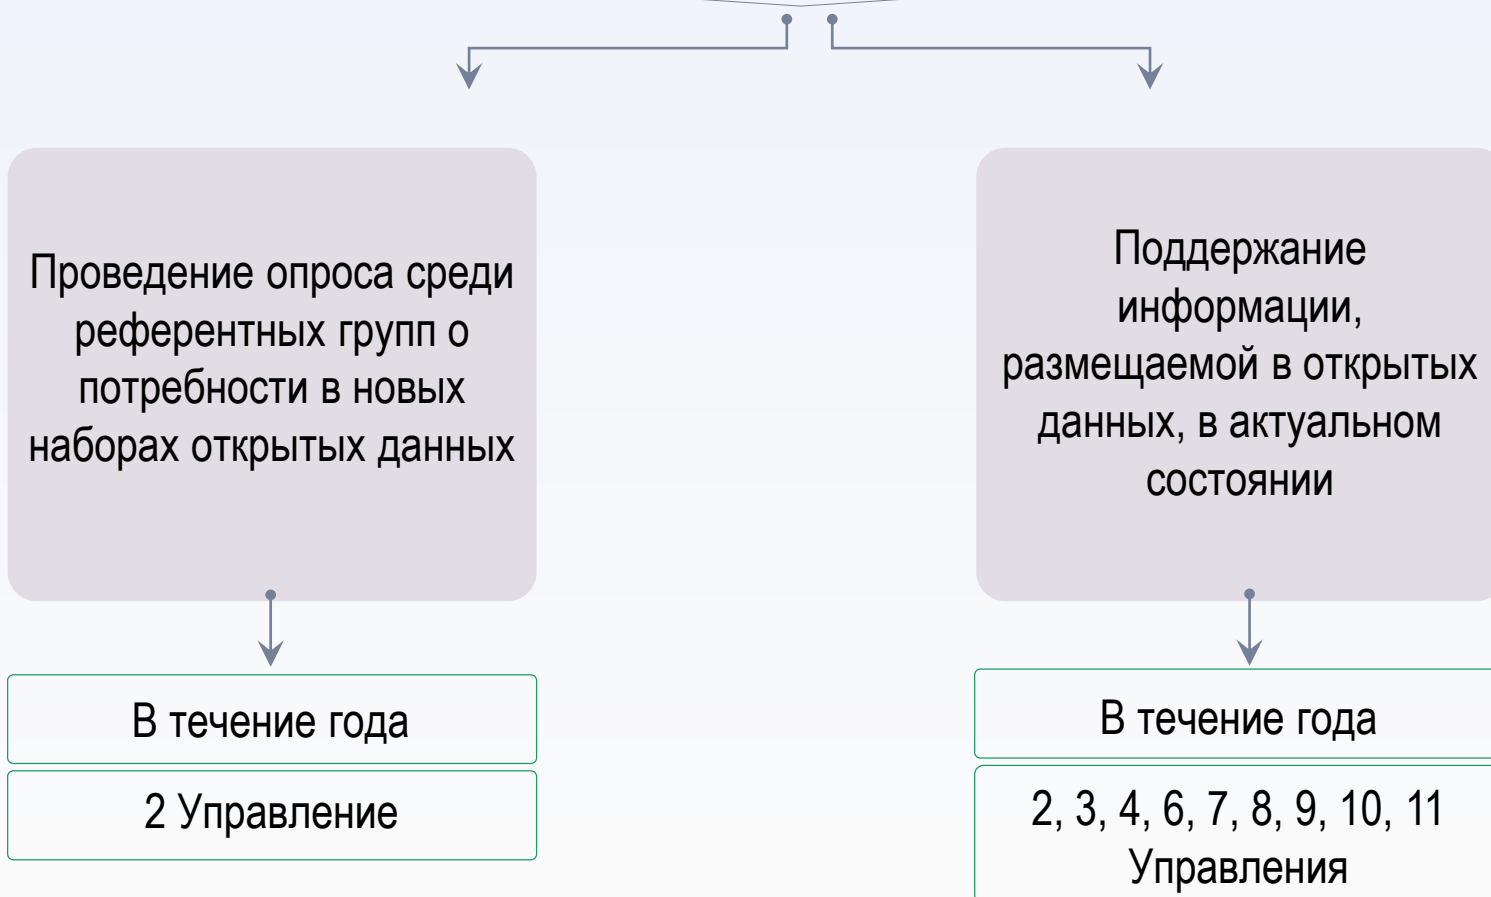 Проведение опроса среди
референтных групп о
потребности в новых
наборах открытых данных
В течение года
2 Управление
Поддержание
информации,
размещаемой в открытых
данных, в актуальном
состоянии
В течение года
2, 3, 4, 6, 7, 8, 9, 10, 11
Управления